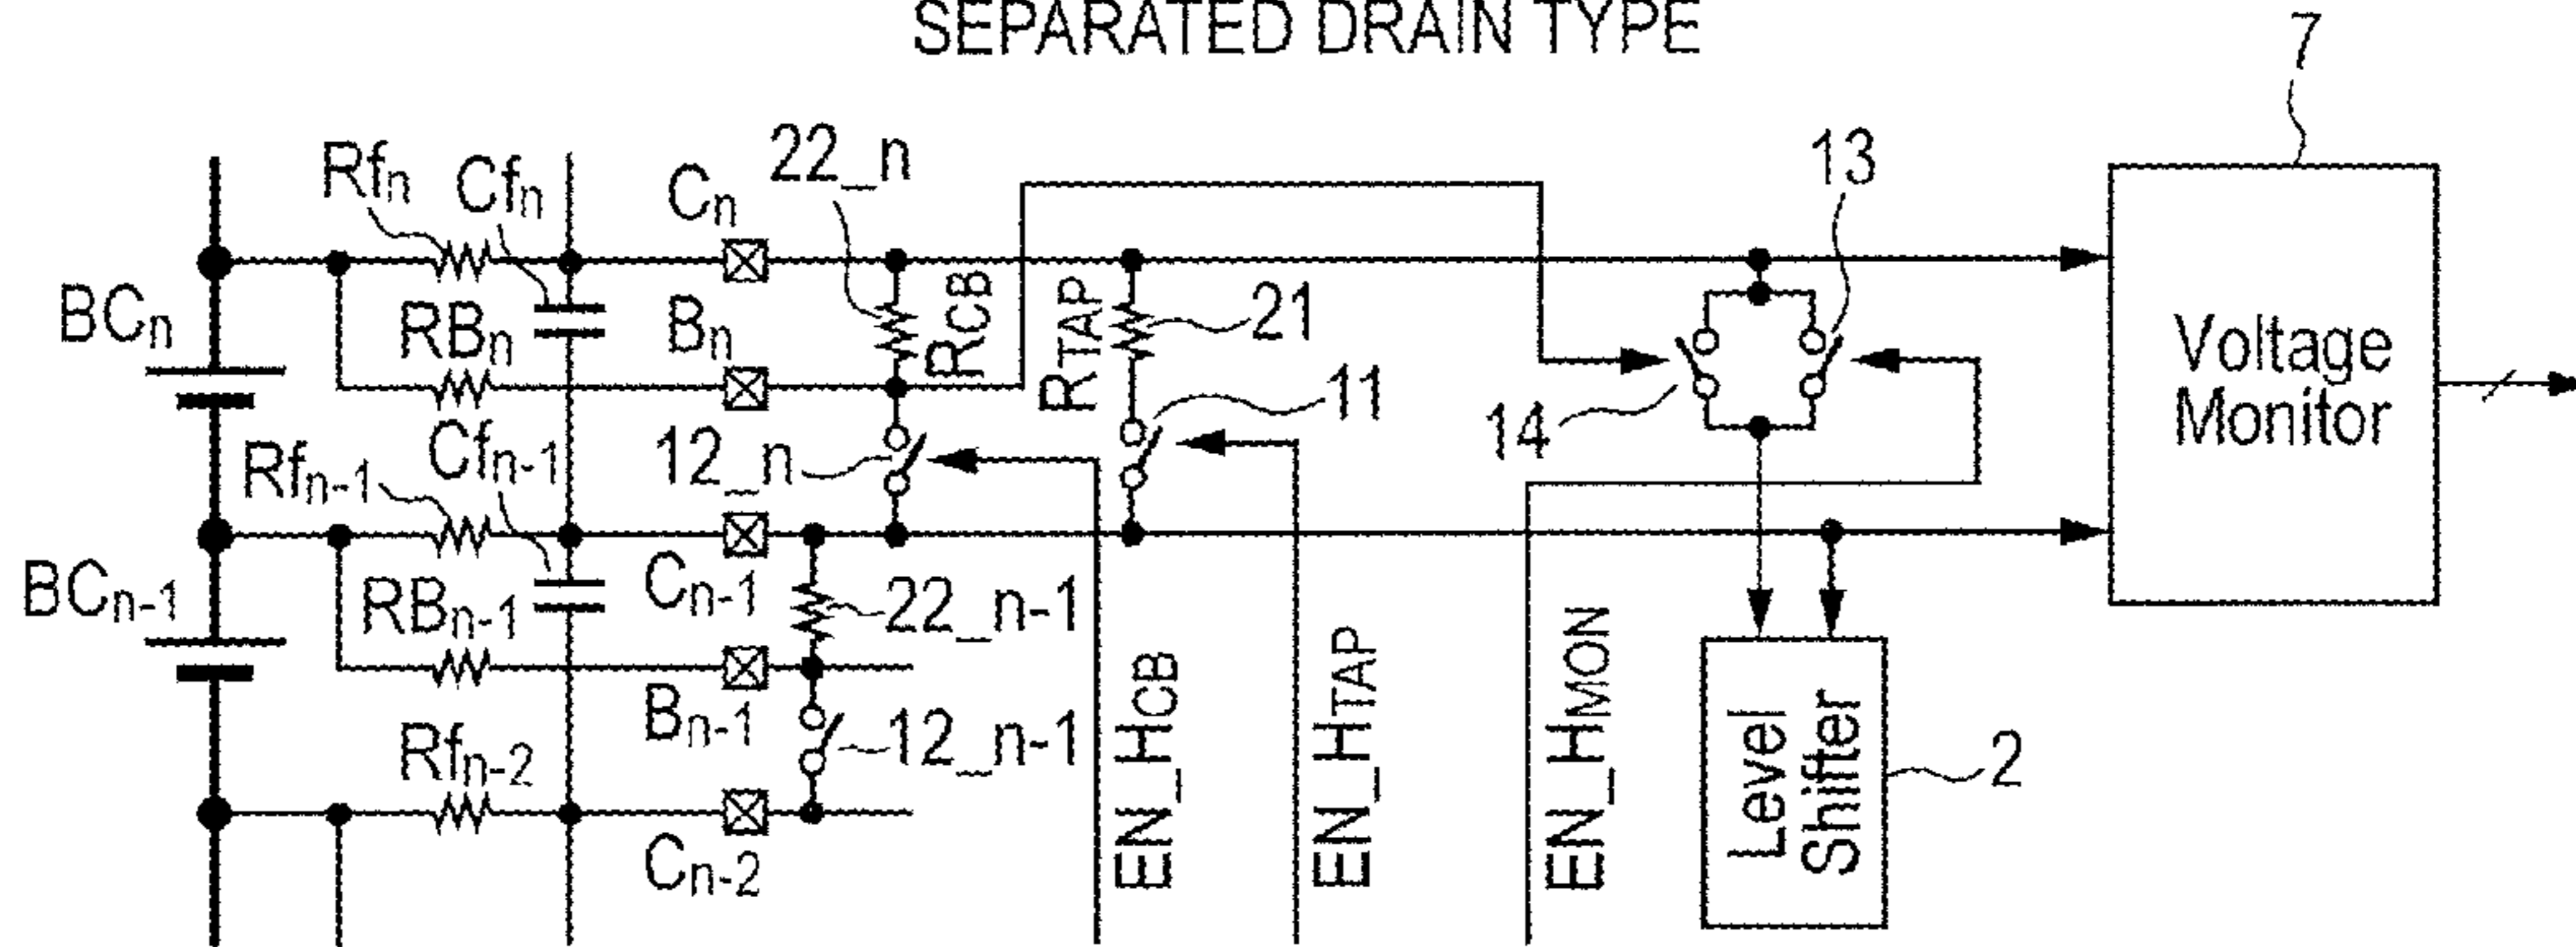 SEPARATED DRAIN TYPE
7
22_n
Rfn
Cfn
Cn
13
BCn
RBn
Bn
RCB
RTAP
21
11
14
Voltage
Monitor
Cfn-1
12_n
Rfn-1
BCn-1
RBn-1
Cn-1
22_n-1
Bn-1
12_n-1
Rfn-2
Cn-2
EN_HCB
EN_HTAP
EN_HMON
Level
Shifter
2